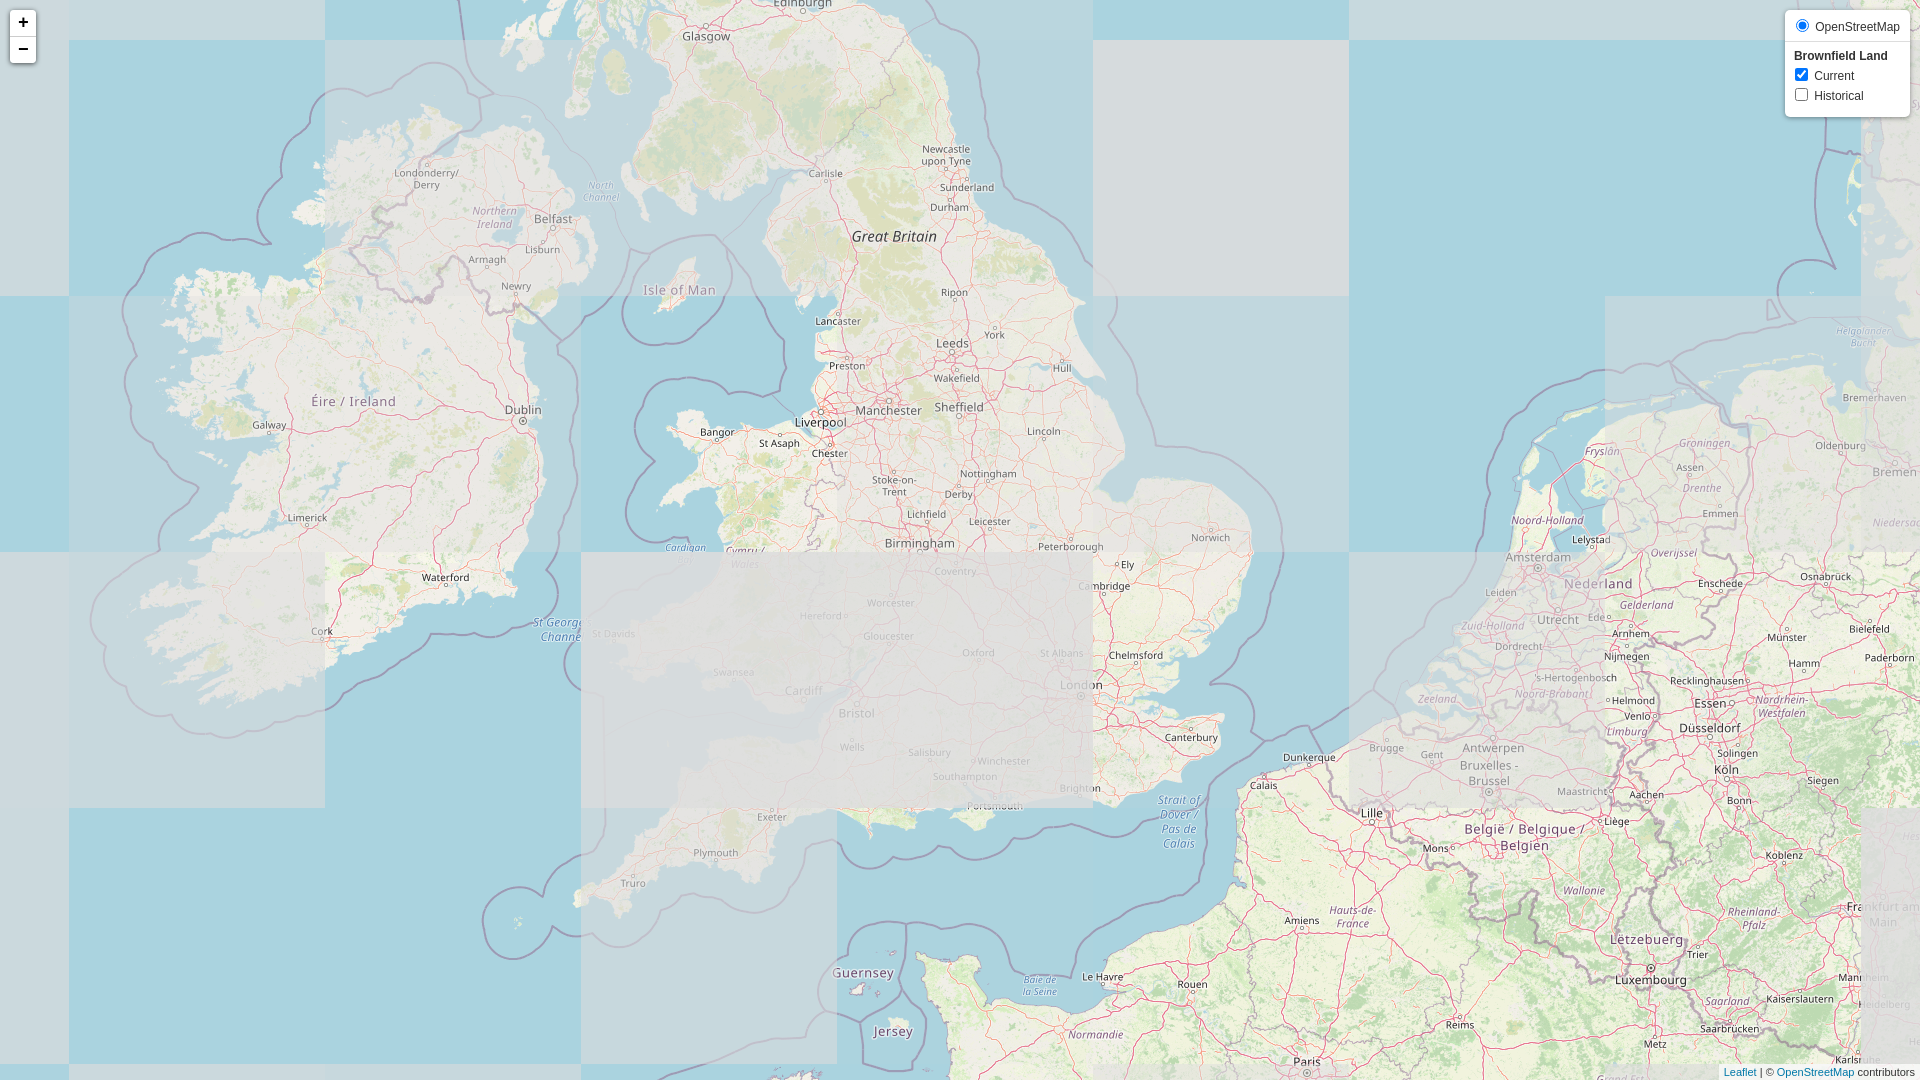 +
−
OpenStreetMap
Brownfield Land
Current
Historical
Edinburgh
Glasgow
Newcastle
upon Tyne
Londonderry/
Derry
Carlisle
Sunderland
North
Channel
Durham
Northern
Ireland
Belfast
Great Britain
Lisburn
Armagh
Newry
Isle of Man
Ripon
Lancaster
York
Helgoländer
Bucht
Leeds
Preston
Hull
Wakefield
Bremerhaven
Éire / Ireland
Dublin
Manchester
Sheffield
Liverpool
Galway
Bangor
Lincoln
St Asaph
Groningen
Oldenburg
Chester
Fryslân
Assen
Bremen
Nottingham
Stoke-on-
Trent
Derby
Drenthe
Limerick
Lichfield
Leicester
Emmen
Noord-Holland
Norwich
Lelystad
Birmingham
Peterborough
Cardigan
Cymru /
Wales
Amsterdam
Overijssel
Ely
Coventry
Waterford
Cambridge
Nederland
Enschede
Osnabrück
Leiden
Worcester
Gelderland
Hereford
Utrecht
Ede
St George
Channe
Zuid-Holland
Arnhem
Bielefeld
Cork
St Davids
Gloucester
Münster
Dordrecht
Oxford
St Albans
Chelmsford
Nijmegen
Hamm
Paderborn
Swansea
's-Hertogenbosch
Recklinghausen
London
Cardiff
Zeeland
Noord-Brabant
Helmond
Essen
Nordrhein-
Westfalen
Bristol
Venlo
Düsseldorf
Limburg
Canterbury
Wells
Salisbury
Brugge
Gent
Antwerpen
Solingen
Dunkerque
Winchester
Bruxelles -
Brussel
Köln
Southampton
Siegen
Calais
Brighton
Maastricht
Aachen
Bonn
Strait of
Dover /
Pas de
Calais
Portsmouth
Exeter
Lille
Liège
België / Belgique /
Belgien
Plymouth
Mons
Koblenz
Truro
Wallonie
Hauts-de-
France
Amiens
Rheinland-
Pfalz
Frankfurt am
Main
Lëtzebuerg
Trier
Guernsey
Le Havre
Baie de
la Seine
Rouen
Luxembourg
Kaiserslautern
Saarland
Heidelberg
Jersey
Normandie
Reims
Saarbrücken
Metz
Paris
Leaflet | © OpenStreetMap contributors